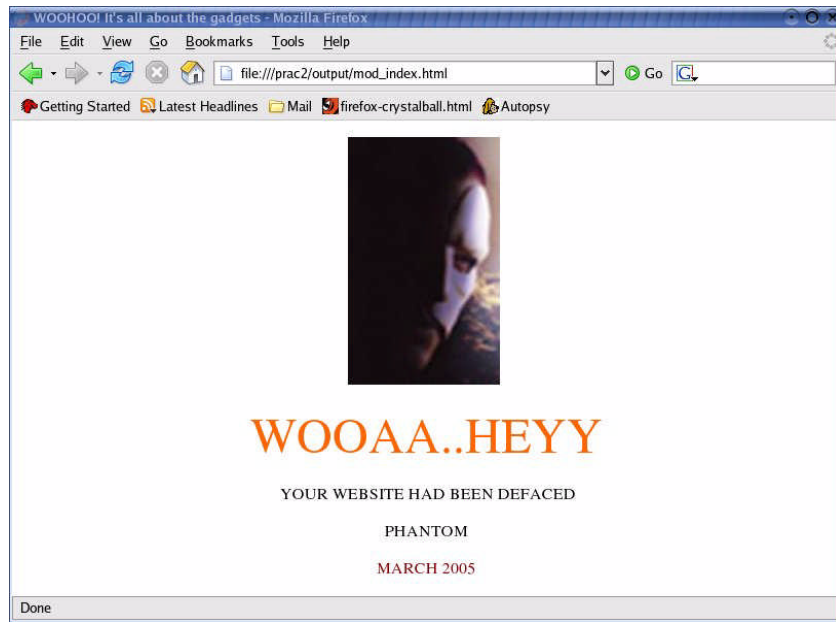 WOOHOO! It's all about the gadgets - Mozilla Firefox
File Edit View Go Bookmarks Tools Help
file:///prac2/output/mod_index.html Go G
Getting Started Latest Headlines Mail firefox-crystalball.html Autopsy
WOOAA..HEYY
YOUR WEBSITE HAD BEEN DEFACED
PHANTOM
MARCH 2005
Done